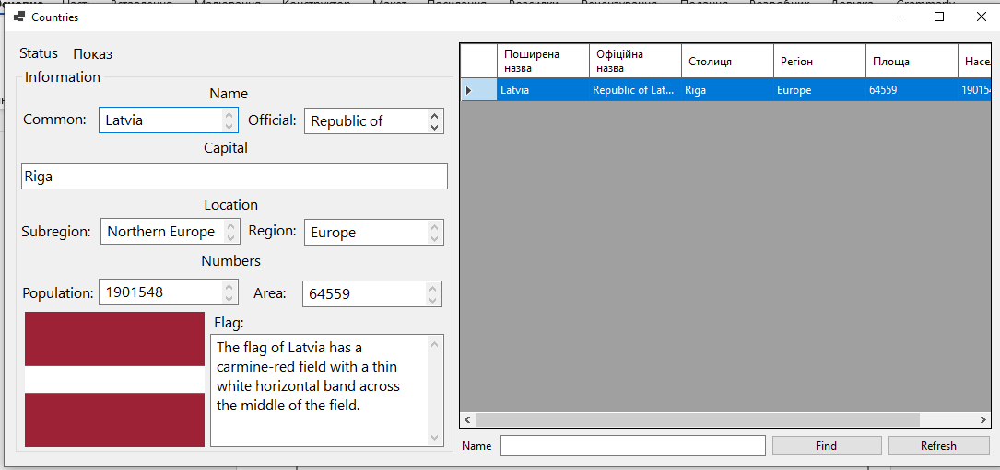 Countries
Status Показ
Information
Name
Common: Latvia Official: Republic of
Capital
Riga
Location
Subregion: Northern Europe Region: Europe
Numbers
Population: 1901548 Area: 64559
Flag:
The flag of Latvia has a
carmine-red field with a thin
white horizontal band across
the middle of the field.
Поширена назва Офіційна назва Столиця Регіон Площа Насел
Latvia Republic of Lat... Riga Europe 64559 19015
Name Find Refresh